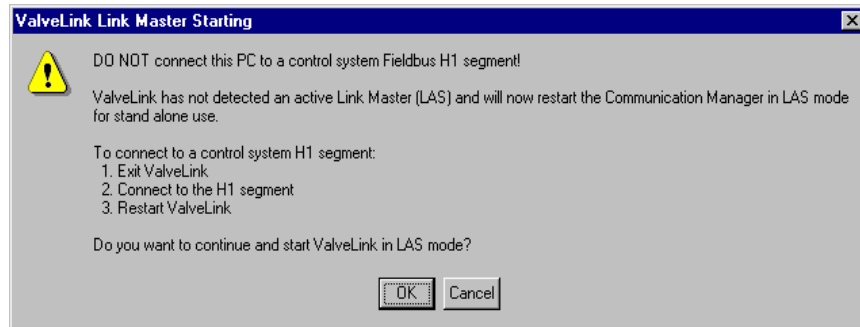 ValveLink Link Master Starting
DO NOT connect this PC to a control system Fieldbus H1 segment!
ValveLink has not detected an active Link Master (LAS) and will now restart the Communication Manager in LAS mode
for stand alone use.
To connect to a control system H1 segment:
1. Exit ValveLink
2. Connect to the H1 segment
3. Restart ValveLink
Do you want to continue and start ValveLink in LAS mode?
OK Cancel